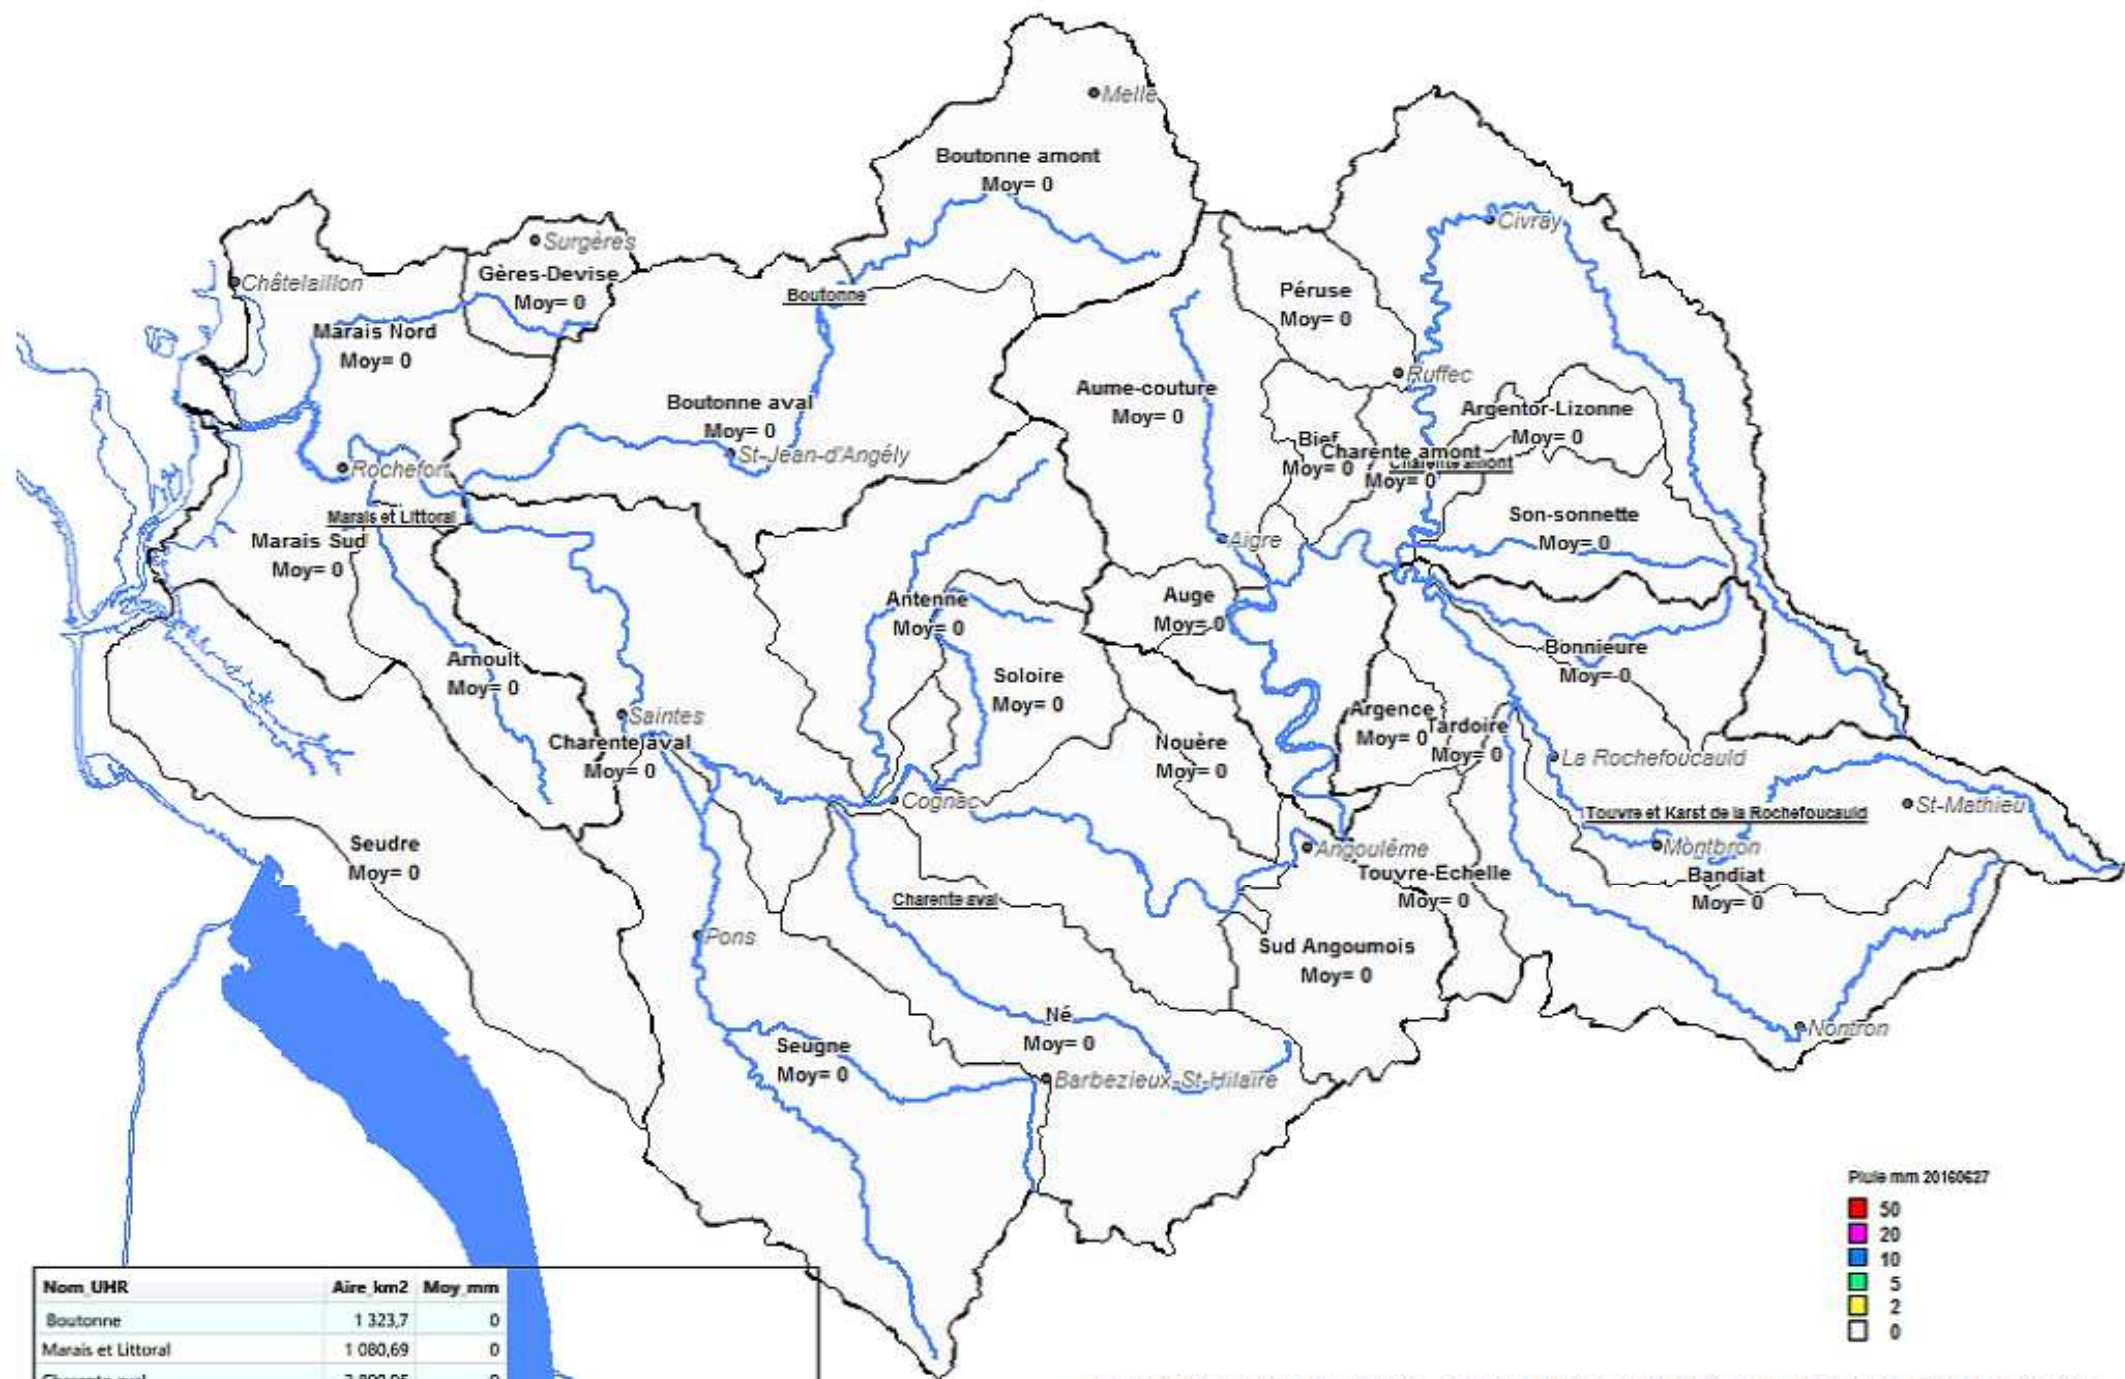 Melle
Boutonne amont
Moy= 0
Civray
Surgères
Gères-Devise
Moy= 0
Châtelaillon
Boutonne
Péruse
Moy= 0
Marais Nord
Moy= 0
Ruffec
Aume-couture
Moy= 0
Boutonne aval
Moy= 0
Argentor-Lizonne
Moy= 0
St-Jean-d'Angély
Bief
Moy= 0
Charente amont
Charente amont
Moy= 0
Rochefort
Marais et Littoral
Son-sonnette
Moy= 0
Marais Sud
Moy= 0
Aigre
Antenne
Moy= 0
Auge
Moy= 0
Bonnieure
Moy= 0
Arnoult
Moy= 0
Soloire
Moy= 0
Saintes
Argence
Moy= 0
Tardoire
Moy= 0
Charente aval
Moy= 0
Nouère
Moy= 0
La Rochefoucauld
Cognac
St-Mathieu
Touvre et Karst de la Rochefoucauld
Seudre
Moy= 0
Angoulême
Montbron
Touvre-Echelle
Moy= 0
Bandiat
Moy= 0
Charente aval
Pons
Sud Angoumois
Moy= 0
Né
Moy= 0
Nontron
Seugne
Moy= 0
Barbezieux-St-Hilaire
Pluie mm 20160627
50
20
10
5
2
0
Nom_UHR Aire_km2 Moy_mm
Boutonne 1 323,7 0
Marais et Littoral 1 080,69 0